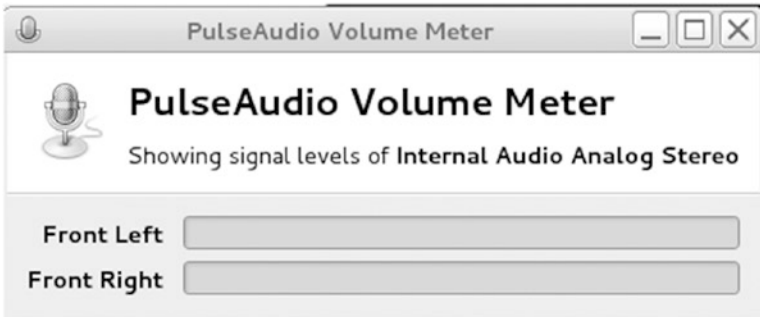 PulseAudio Volume Meter
PulseAudio Volume Meter
Showing signal levels of Internal Audio Analog Stereo
Front Left
Front Right